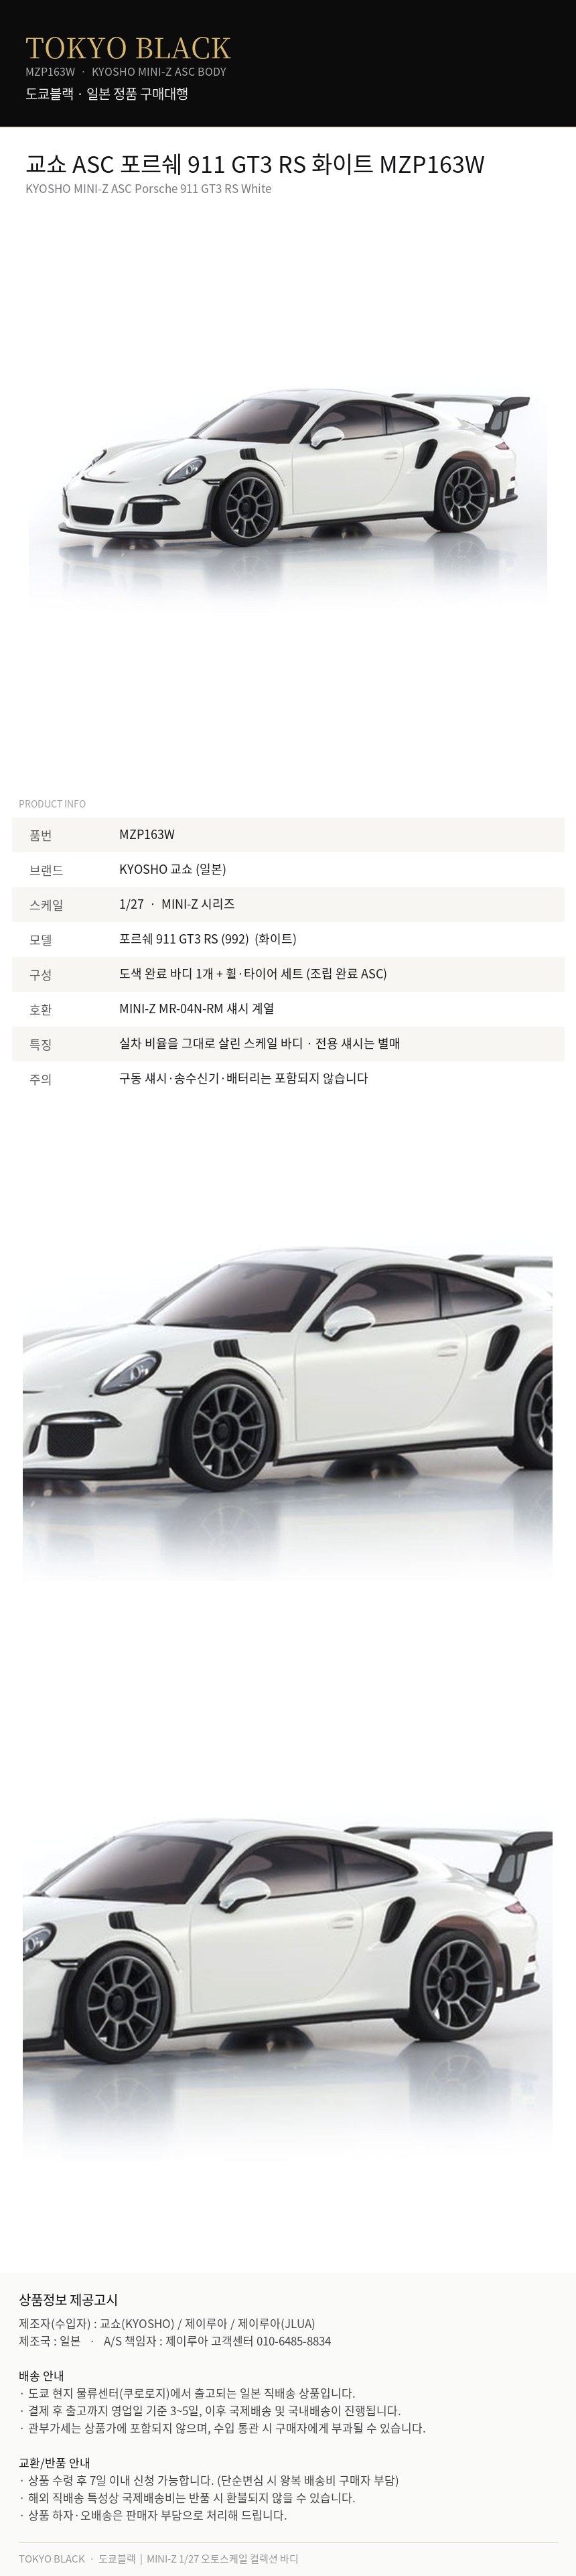 TOKYO BLACK
MZP163W · KYOSHO MINI-Z ASC BODY
도쿄블랙 · 일본 정품 구매대행
교쇼 ASC 포르쉐 911 GT3 RS 화이트 MZP163W
KYOSHO MINI-Z ASC Porsche 911 GT3 RS White
PRODUCT INFO
품번 MZP163W
브랜드 KYOSHO 교쇼 (일본)
스케일 1/27 · MINI-Z 시리즈
모델 포르쉐 911 GT3 RS (992) (화이트)
구성 도색 완료 바디 1개 + 휠·타이어 세트 (조립 완료 ASC)
호환 MINI-Z MR-04N-RM 섀시 계열
특징 실차 비율을 그대로 살린 스케일 바디 · 전용 섀시는 별매
주의 구동 섀시·송수신기·배터리는 포함되지 않습니다
상품정보 제공고시
제조자(수입자) : 교쇼(KYOSHO) / 제이루아 / 제이루아(JLUA)
제조국 : 일본 · A/S 책임자 : 제이루아 고객센터 010-6485-8834
배송 안내
· 도쿄 현지 물류센터(쿠로로지)에서 출고되는 일본 직배송 상품입니다.
· 결제 후 출고까지 영업일 기준 3~5일, 이후 국제배송 및 국내배송이 진행됩니다.
· 관부가세는 상품가에 포함되지 않으며, 수입 통관 시 구매자에게 부과될 수 있습니다.
교환/반품 안내
· 상품 수령 후 7일 이내 신청 가능합니다. (단순변심 시 왕복 배송비 구매자 부담)
· 해외 직배송 특성상 국제배송비는 반품 시 환불되지 않을 수 있습니다.
· 상품 하자·오배송은 판매자 부담으로 처리해 드립니다.
TOKYO BLACK · 도쿄블랙 | MINI-Z 1/27 오토스케일 컬렉션 바디